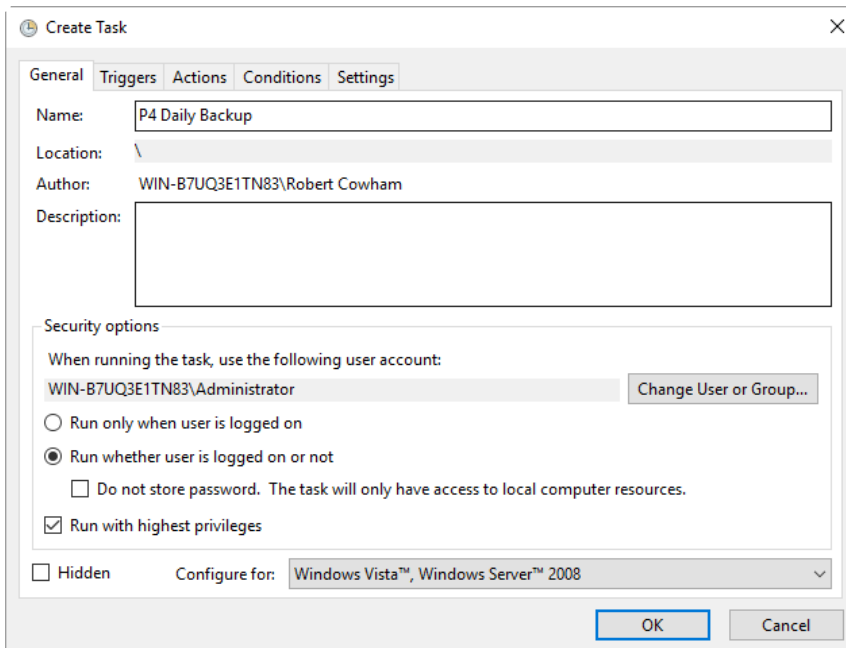 Create Task
General Triggers Actions Conditions Settings
Name: P4 Daily Backup
Location: \
Author: WIN-B7UQ3E1TN83\Robert Cowham
Description:
Security options
When running the task, use the following user account:
WIN-B7UQ3E1TN83\Administrator Change User or Group...
Run only when user is logged on
Run whether user is logged on or not
Do not store password. The task will only have access to local computer resources.
Run with highest privileges
Hidden Configure for: Windows Vista™, Windows Server™ 2008
OK Cancel